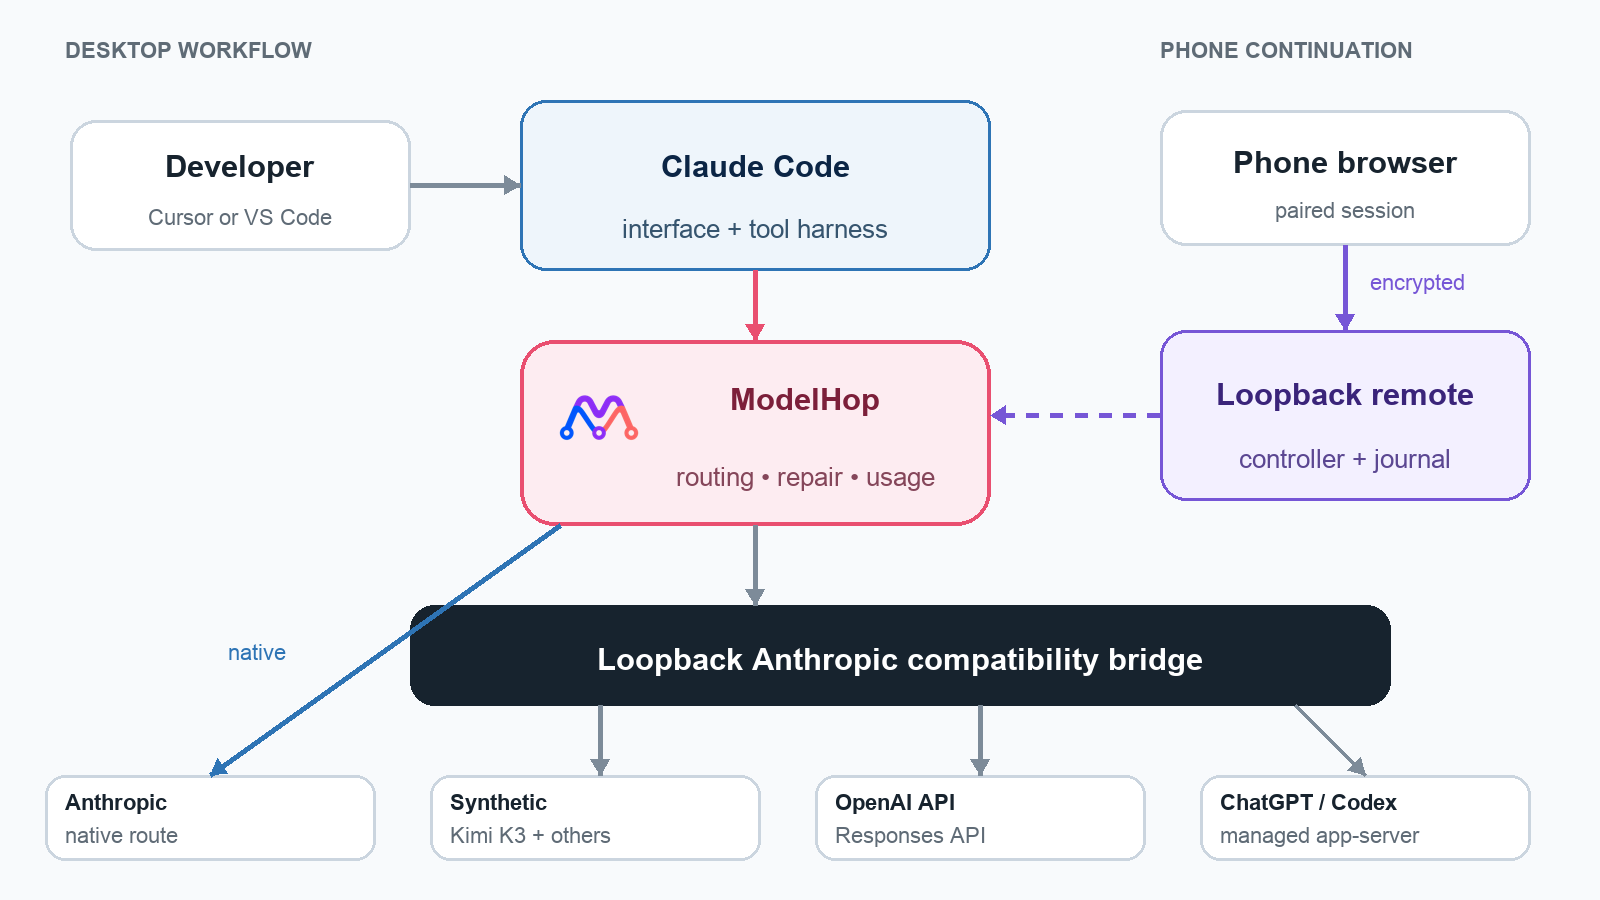 DESKTOP WORKFLOW
PHONE CONTINUATION
Developer
Cursor or VS Code
Claude Code
interface + tool harness
Phone browser
paired session
encrypted
ModelHop
routing • repair • usage
Loopback remote
controller + journal
native
Loopback Anthropic compatibility bridge
Anthropic
native route
Synthetic
Kimi K3 + others
OpenAI API
Responses API
ChatGPT / Codex
managed app-server